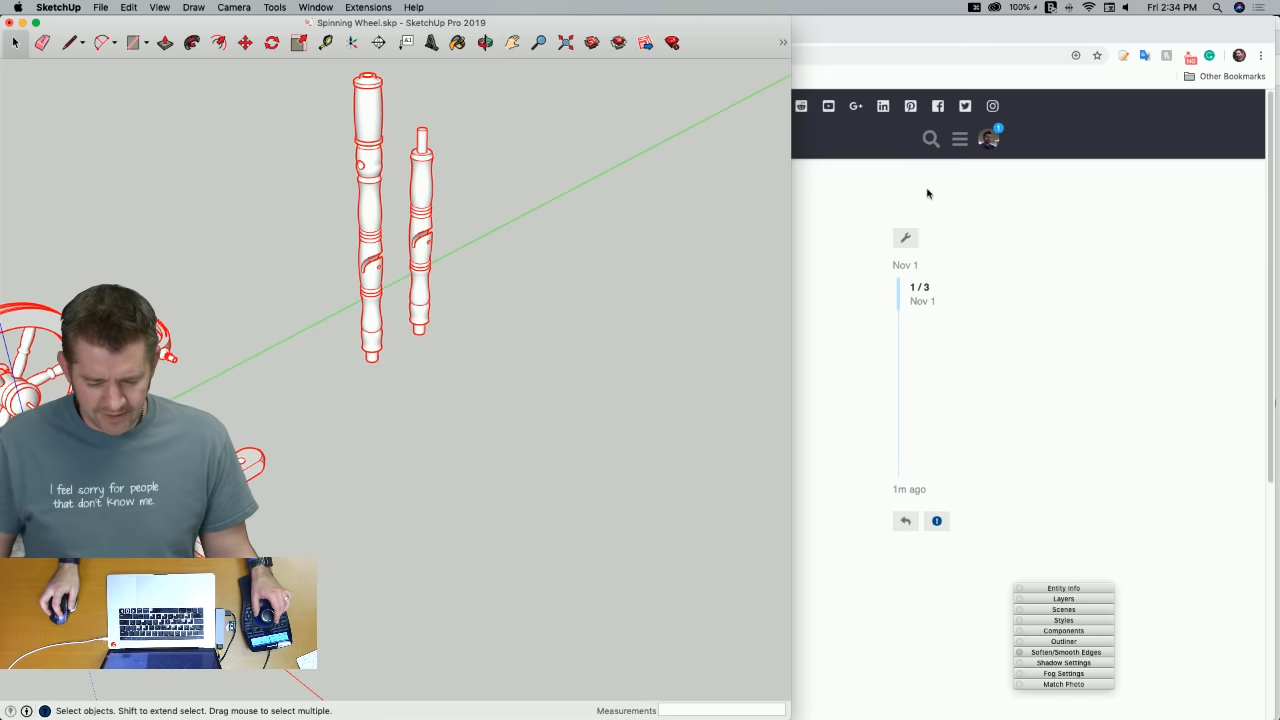 SketchUp File Edit View Draw Camera Tools Window Extensions Help
100% Fri 2:34 PM
Spinning Wheel.skp - SketchUp Pro 2019
Other Bookmarks
1
Nov 1
1 / 3
Nov 1
1m ago
I feel sorry for people
that don't know me.
Entity Info
Layers
Scenes
Styles
Components
Outliner
Soften/Smooth Edges
Shadow Settings
Fog Settings
Match Photo
Select objects. Shift to extend select. Drag mouse to select multiple.
Measurements